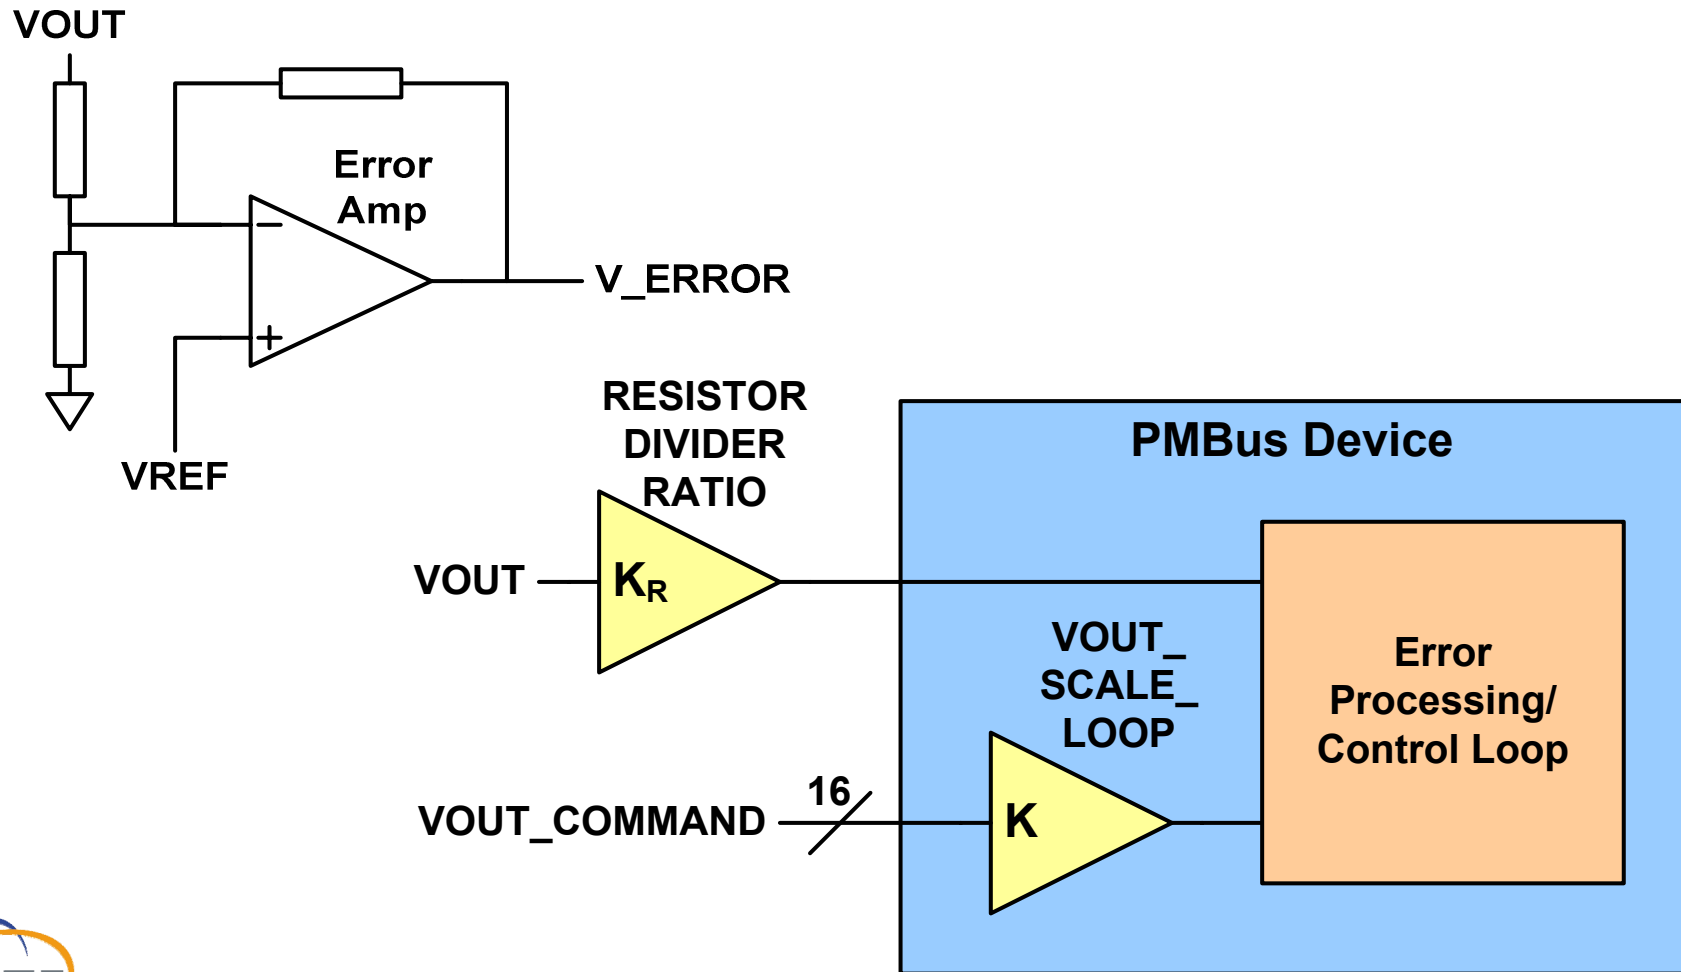 VOUT
Error
Amp
−
+
V_ERROR
VREF
RESISTOR
DIVIDER
RATIO
VOUT
KR
PMBus Device
VOUT_
SCALE_
LOOP
Error
Processing/
Control Loop
16
VOUT_COMMAND
K